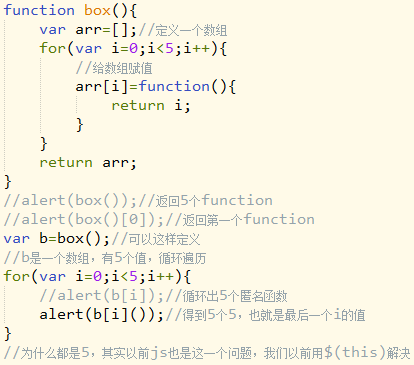 function box(){
    var arr=[];//定义一个数组
    for(var i=0;i<5;i++){
        //给数组赋值
        arr[i]=function(){
            return i;
        }
    }
    return arr;
}
//alert(box());//返回5个function
//alert(box()[0]);//返回第一个function
var b=box();//可以这样定义
//b是一个数组，有5个值，循环遍历
for(var i=0;i<5;i++){
    //alert(b[i]);//循环出5个匿名函数
    alert(b[i]());//得到5个5，也就是最后一个i的值
}
//为什么都是5，其实以前js也是这一个问题，我们以前用$(this)解决